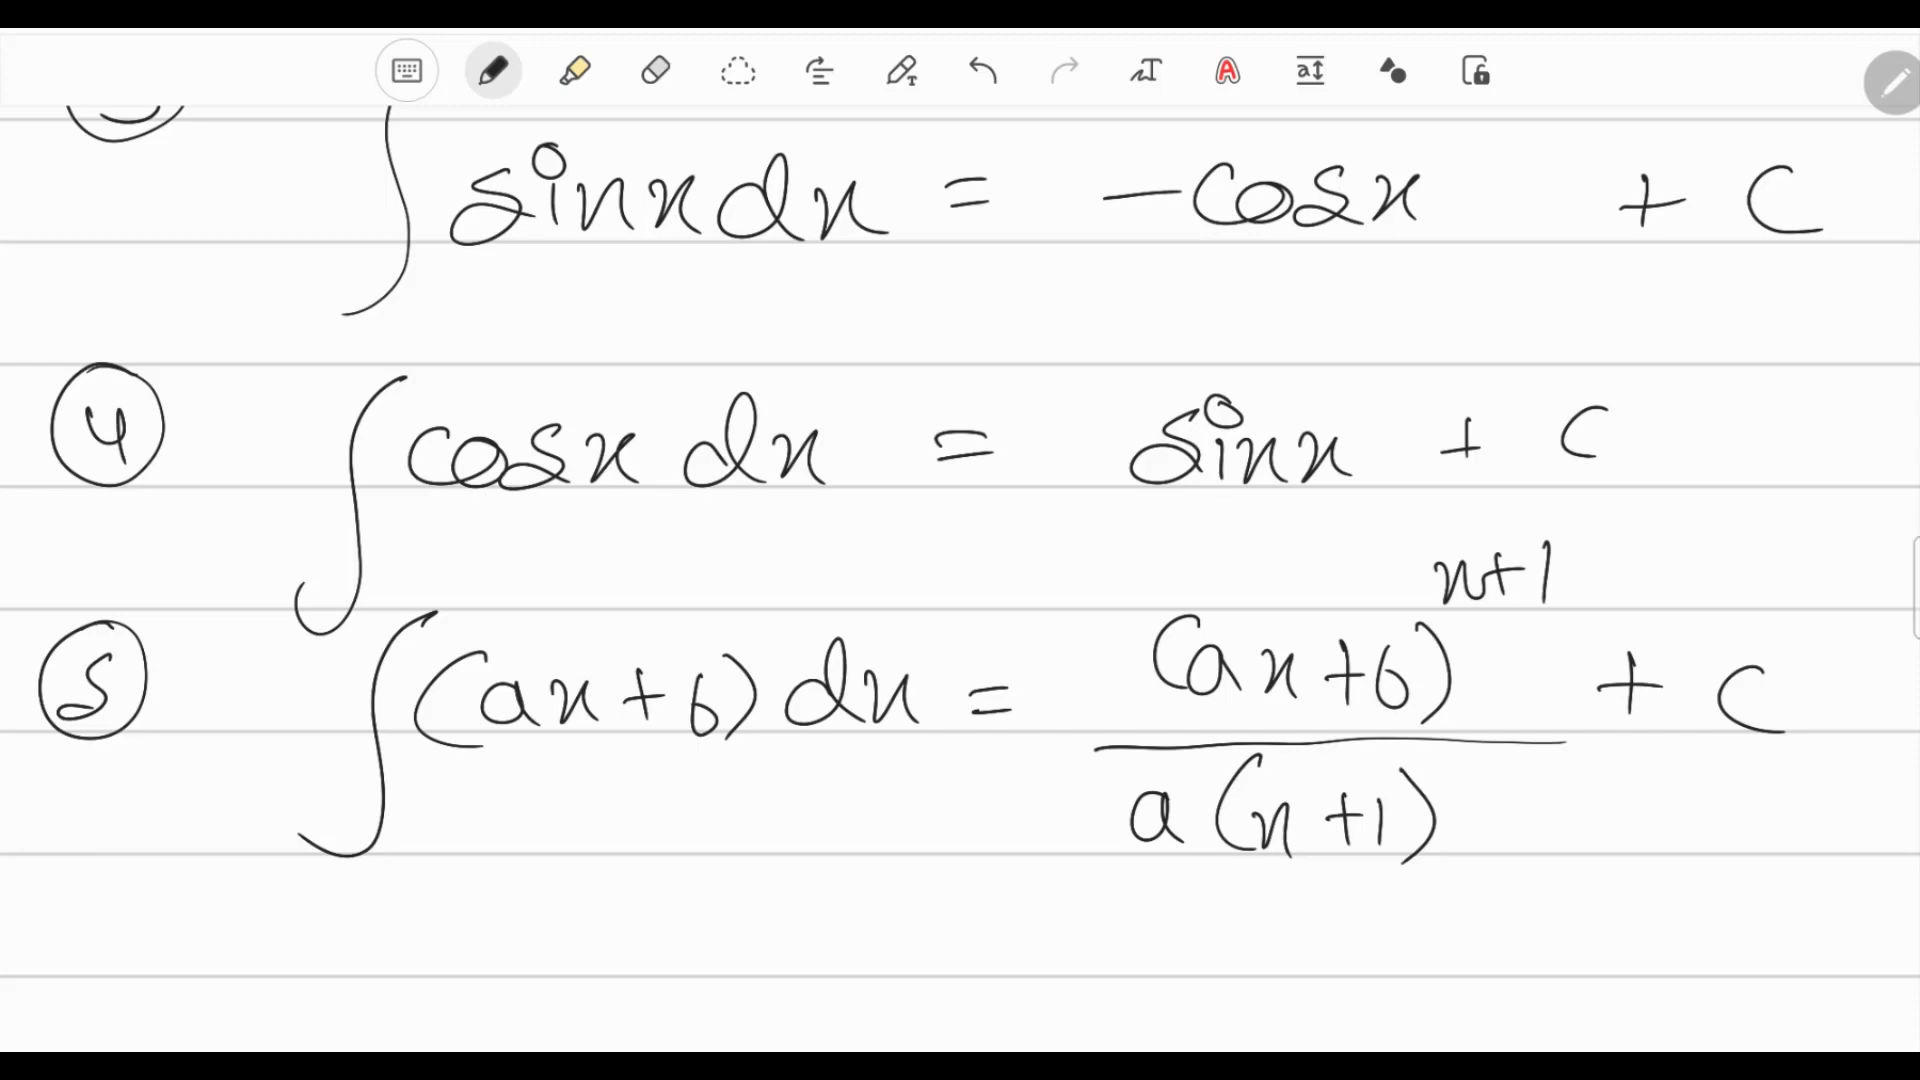 ∫ sinx dx = -cosx + C
④ ∫ cosx dx = sinx + C
⑤ ∫ (ax+b) dx = (ax+b)^(n+1) / a(n+1) + C